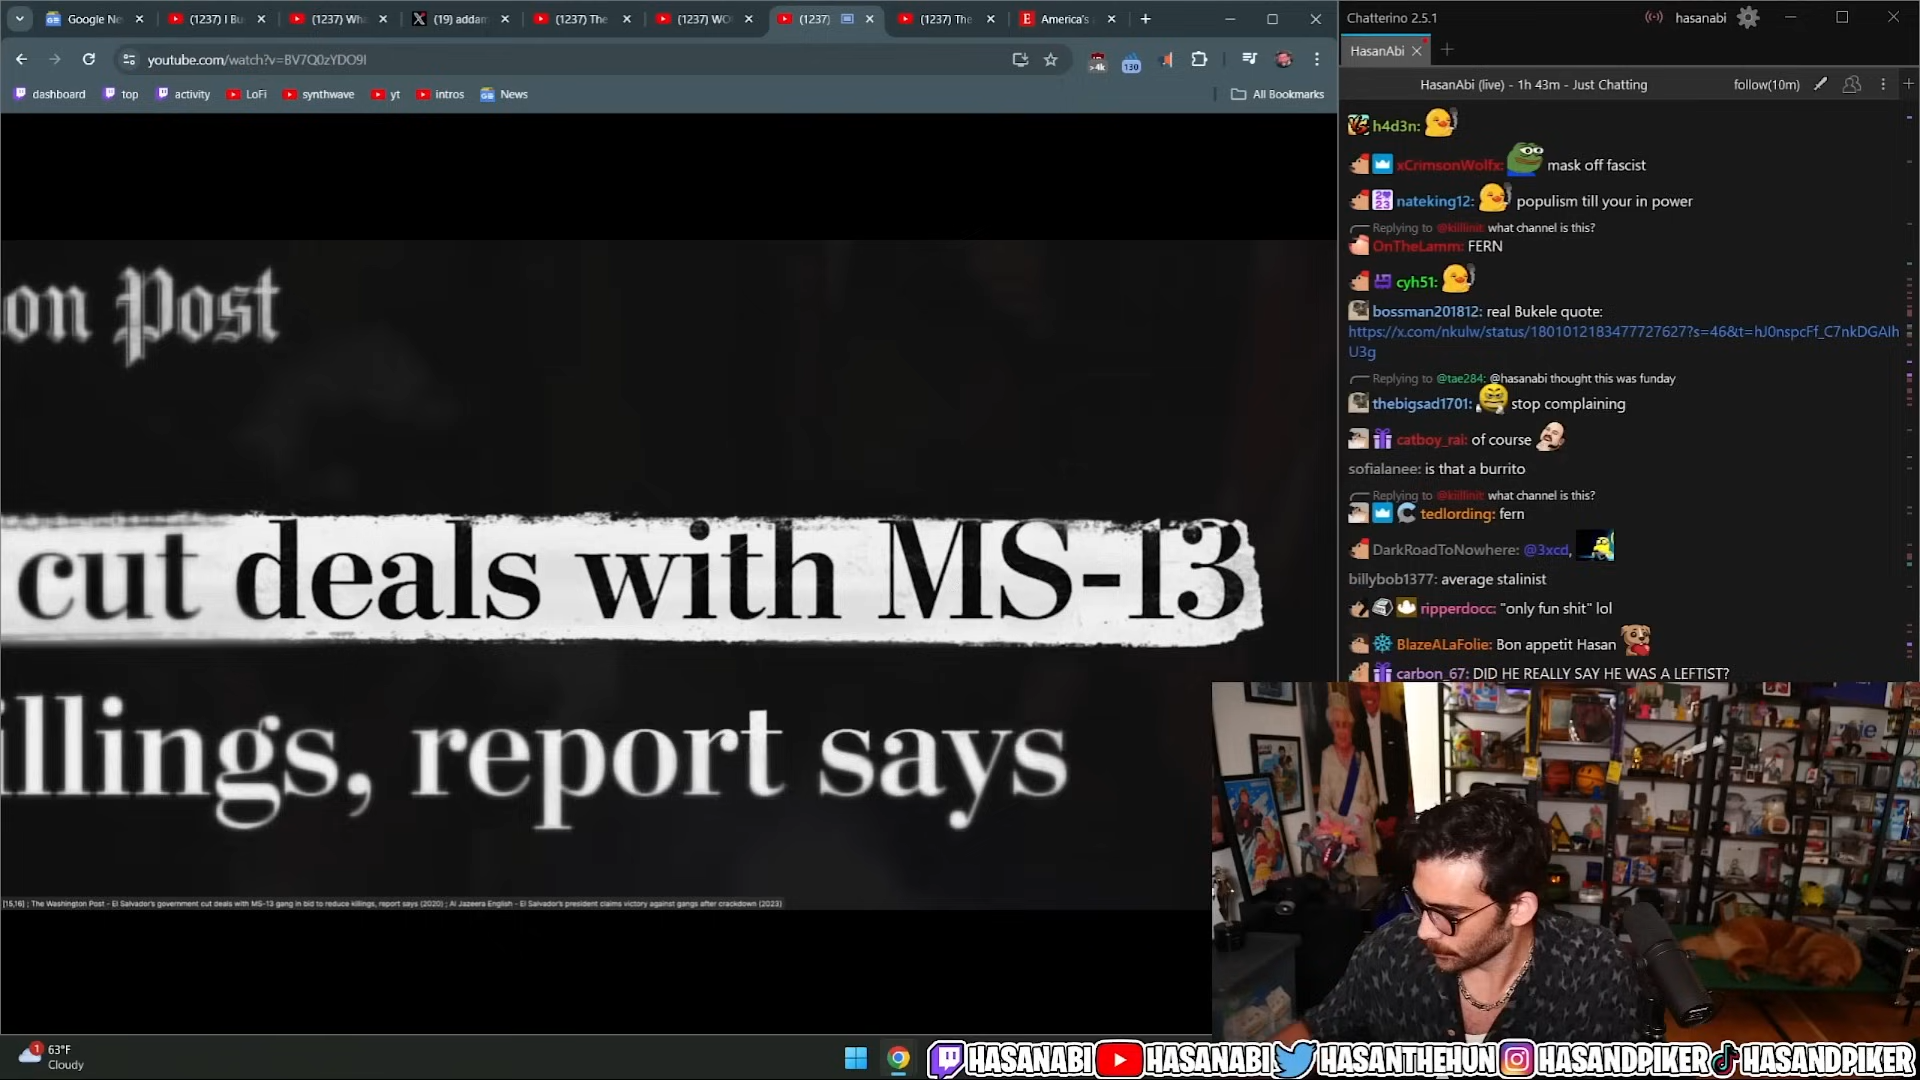 Google Ne
(1237) I Bu
(1237) Wha
(19) addam
(1237) The
(1237) WO
(1237)
(1237) The
America's
youtube.com/watch?v=BV7Q0zYDO9I
>4k
130
dashboard
top
activity
LoFi
synthwave
yt
intros
News
All Bookmarks
on Post
cut deals with MS-13
illings, report says
[15,16] ; The Washington Post - El Salvador's government cut deals with MS-13 gang in bid to reduce killings, report says (2020) ; Al Jazeera English - El Salvador's president claims victory against gangs after crackdown (2023)
Chatterino 2.5.1
hasanabi
HasanAbi
HasanAbi (live) - 1h 43m - Just Chatting
follow(10m)
h4d3n:
xCrimsonWolfx: mask off fascist
nateking12: populism till your in power
Replying to @killinit what channel is this?
OnTheLamm: FERN
cyh51:
bossman201812: real Bukele quote:
https://x.com/nkulw/status/1801012183477727627?s=46&t=hJ0nspcFf_C7nkDGAlh
U3g
Replying to @tae284: @hasanabi thought this was funday
thebigsad1701: stop complaining
catboy_rai: of course
sofialanee: is that a burrito
Replying to @killinit what channel is this?
tedlording: fern
DarkRoadToNowhere: @3xcd,
billybob1377: average stalinist
ripperdocc: "only fun shit" lol
BlazeALaFolie: Bon appetit Hasan
carbon_67: DID HE REALLY SAY HE WAS A LEFTIST?
1
63°F
Cloudy
HASANABI
HASANABI
HASANTHEHUN
HASANDPIKER
HASANDPIKER